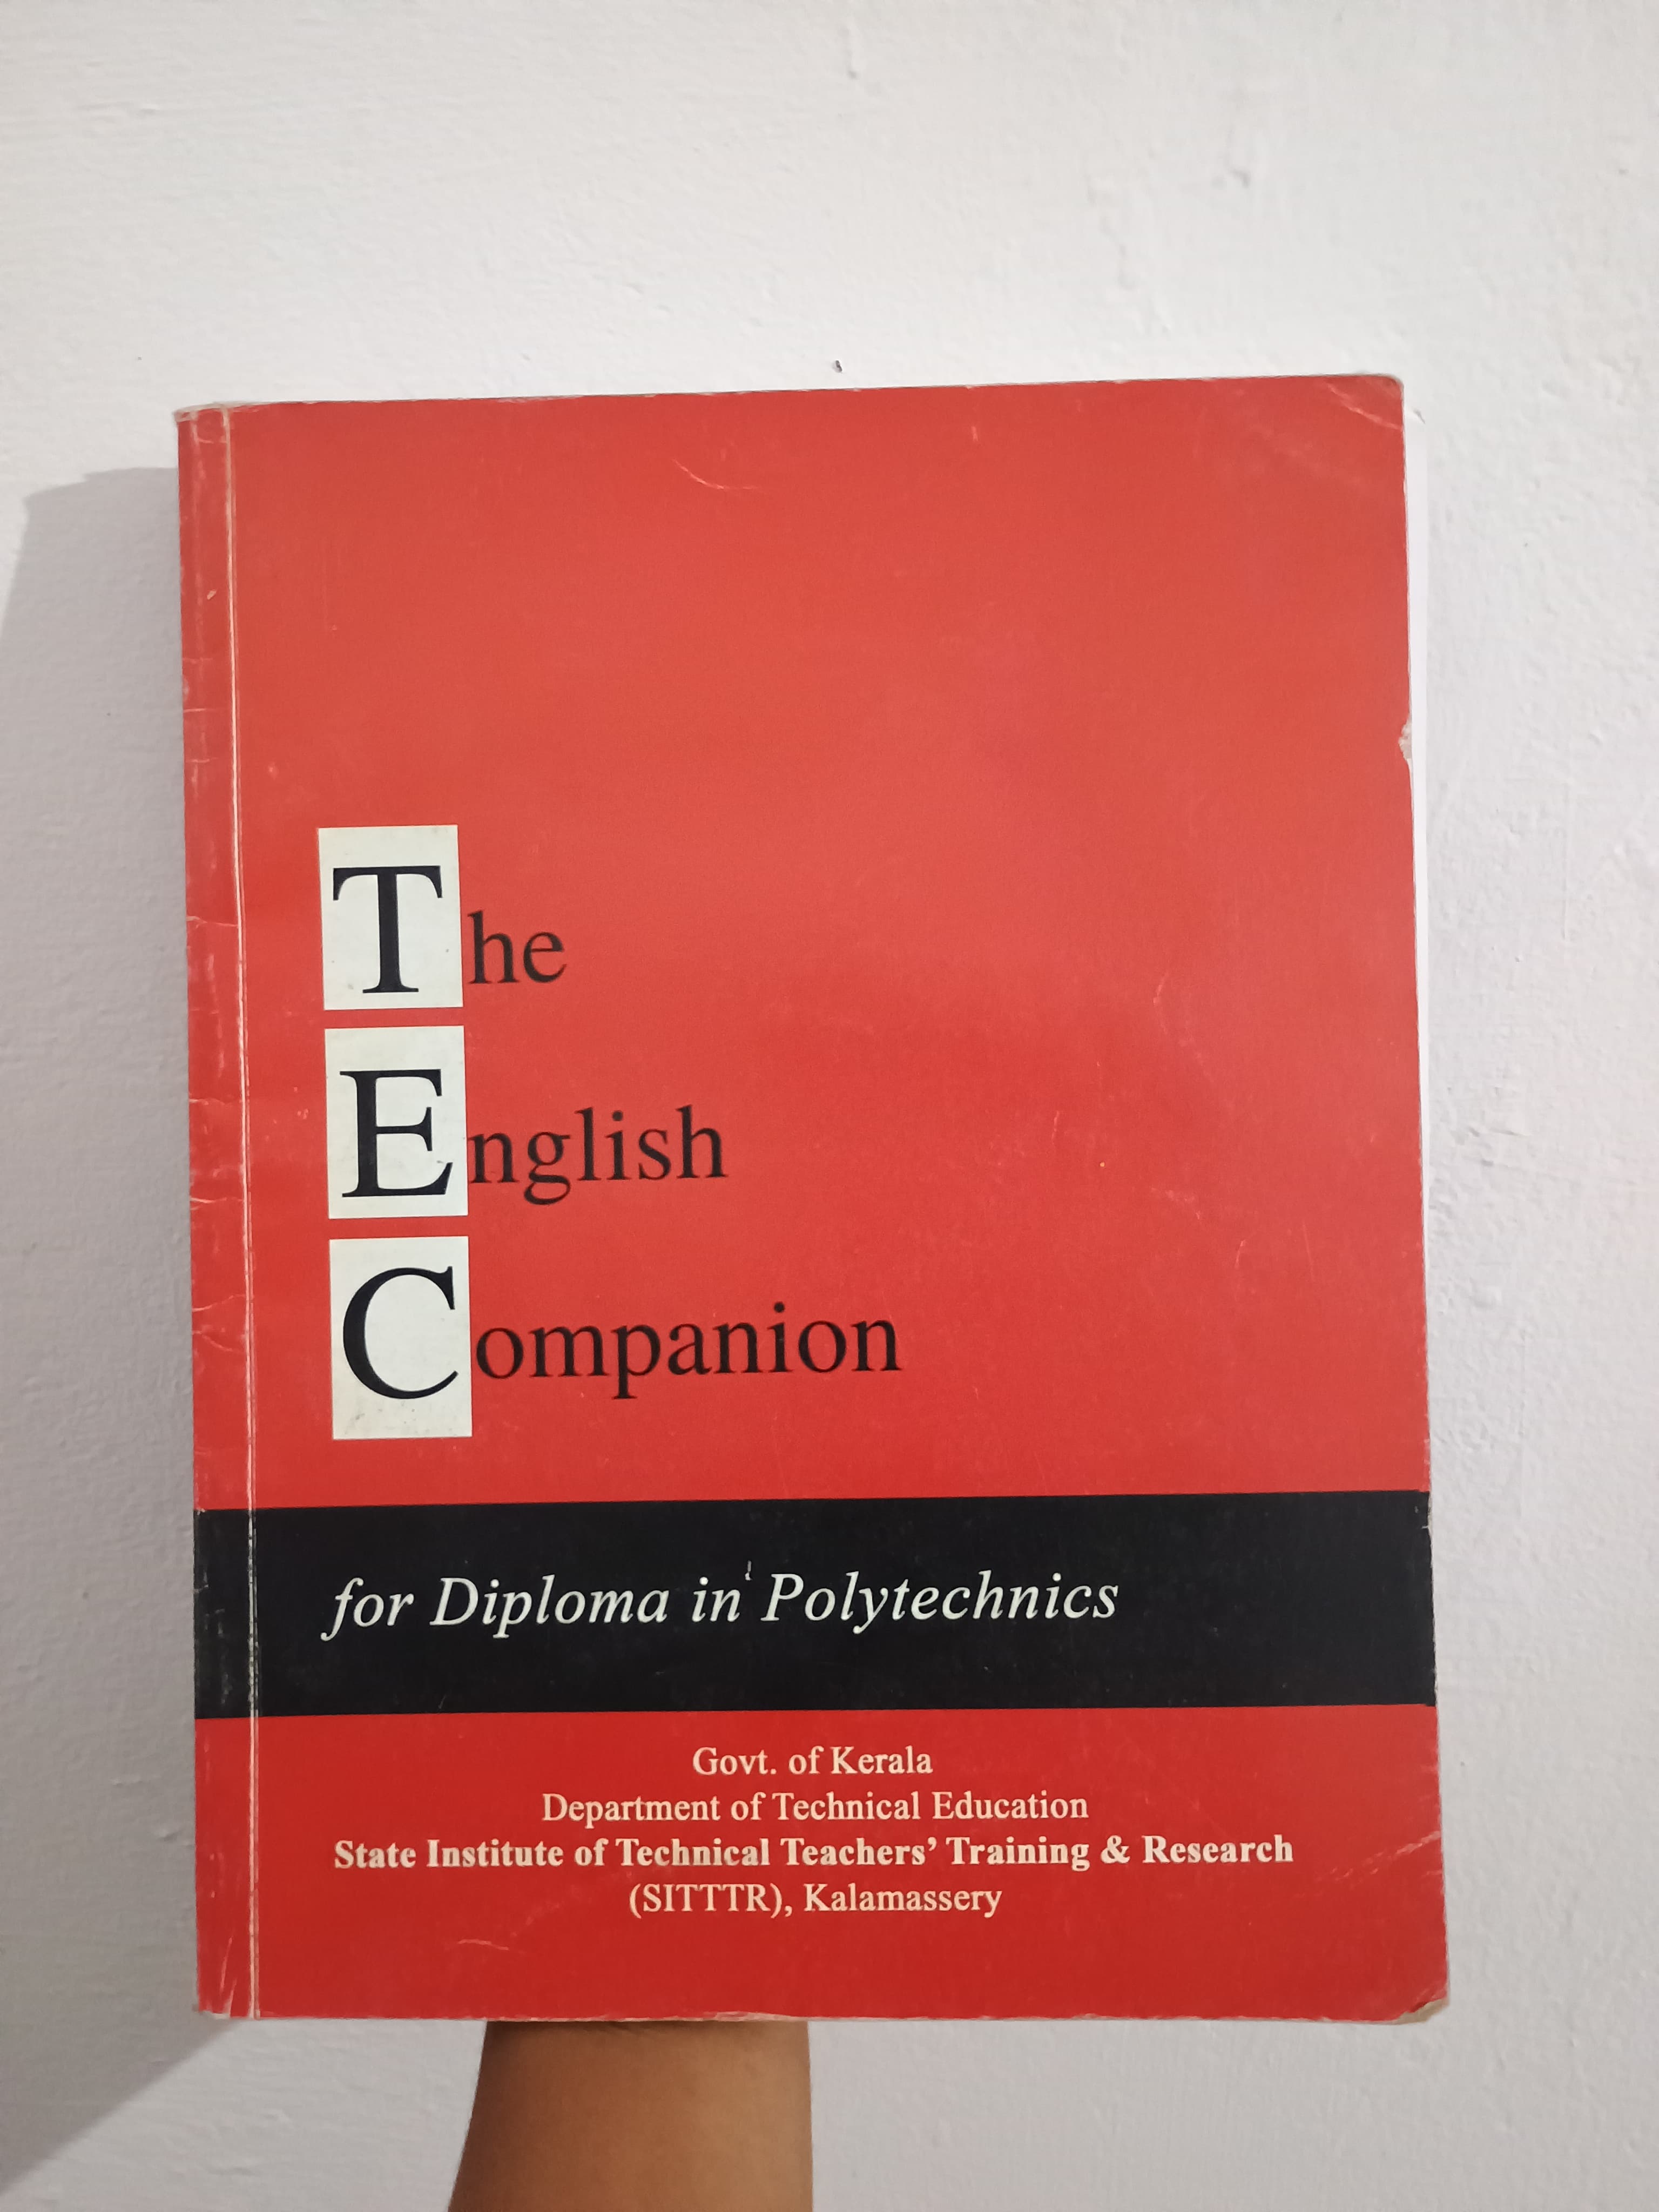 The
English
Companion
for Diploma in Polytechnics
Govt. of Kerala
Department of Technical Education
State Institute of Technical Teachers' Training & Research
(SITTTR), Kalamassery